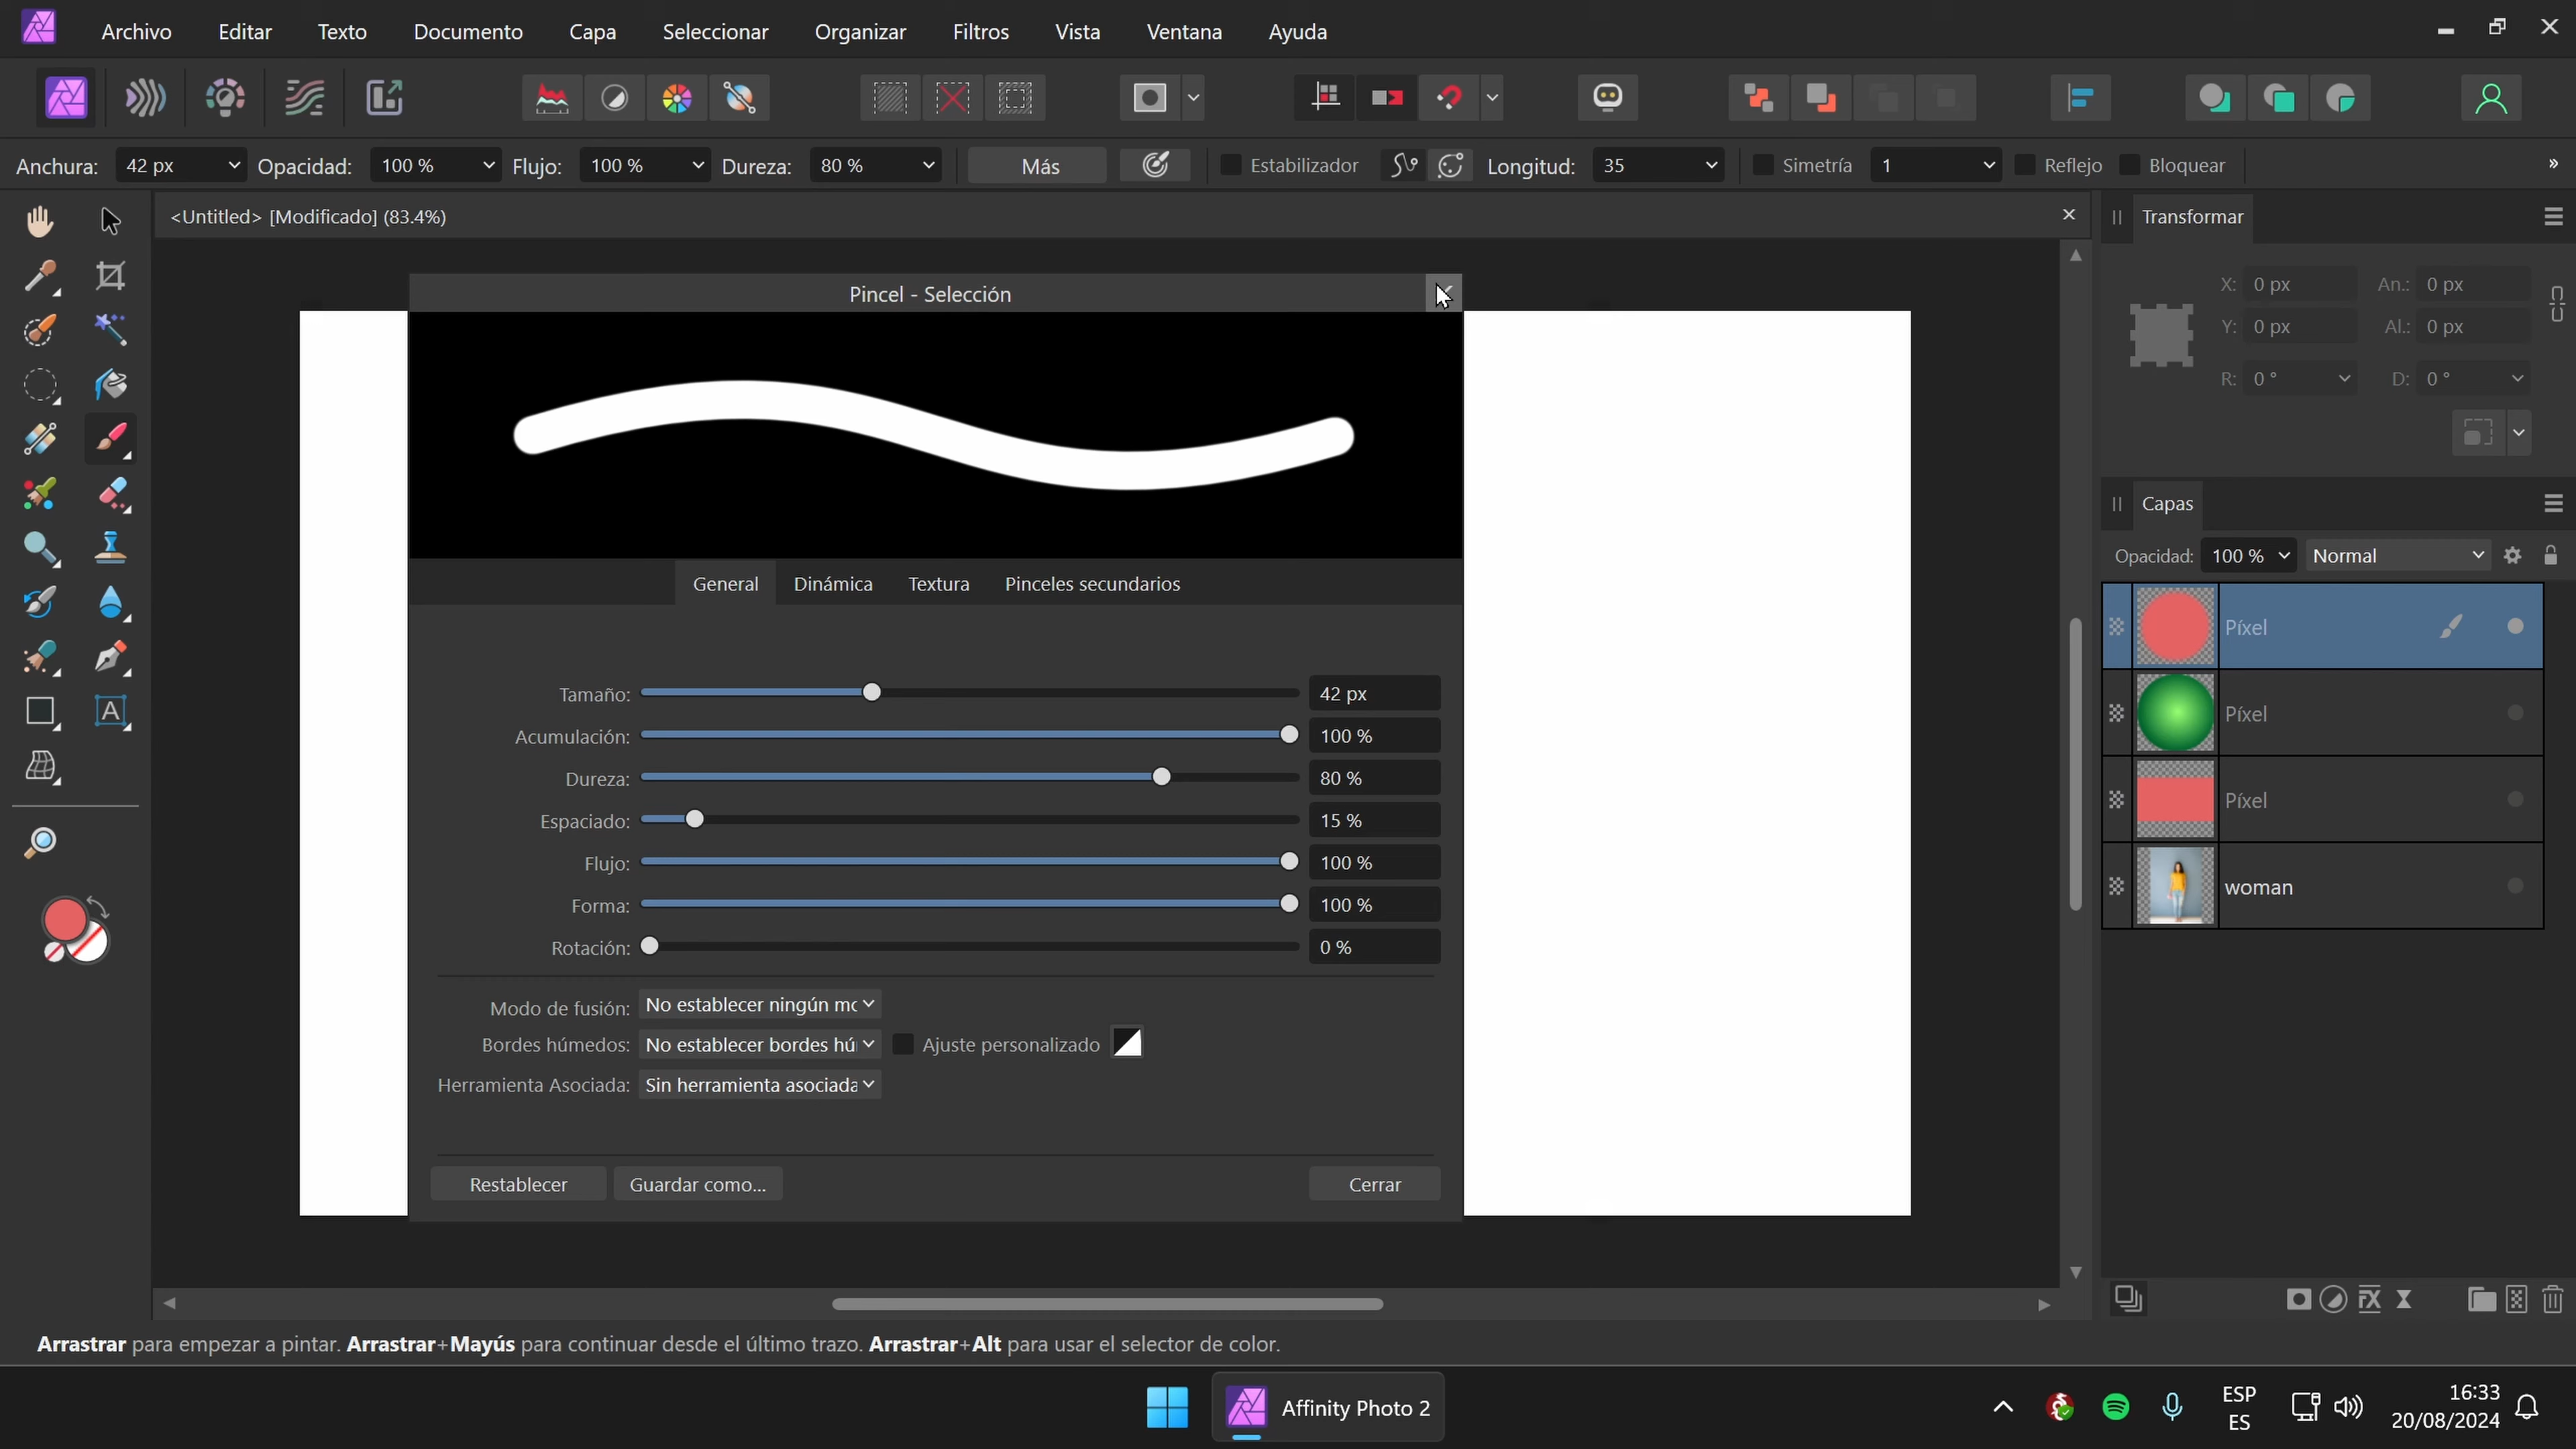 Archivo Editar Texto Documento Capa Seleccionar Organizar Filtros Vista Ventana Ayuda
Anchura: 42 px Opacidad: 100 % Flujo: 100 % Dureza: 80 % Más Estabilizador Longitud: 35 Simetría 1 Reflejo Bloquear »
<Untitled> [Modificado] (83.4%)
Transformar
X: 0 px An.: 0 px
Y: 0 px Al.: 0 px
R: 0 ° D: 0 °
Pincel - Selección
General Dinámica Textura Pinceles secundarios
Tamaño: 42 px
Acumulación: 100 %
Dureza: 80 %
Espaciado: 15 %
Flujo: 100 %
Forma: 100 %
Rotación: 0 %
Modo de fusión: No establecer ningún mo
Bordes húmedos: No establecer bordes hú Ajuste personalizado
Herramienta Asociada: Sin herramienta asociada
Restablecer Guardar como... Cerrar
Capas
Opacidad: 100 % Normal
Píxel
Píxel
Píxel
woman
Arrastrar para empezar a pintar. Arrastrar+Mayús para continuar desde el último trazo. Arrastrar+Alt para usar el selector de color.
Affinity Photo 2
ESP
ES
16:33
20/08/2024